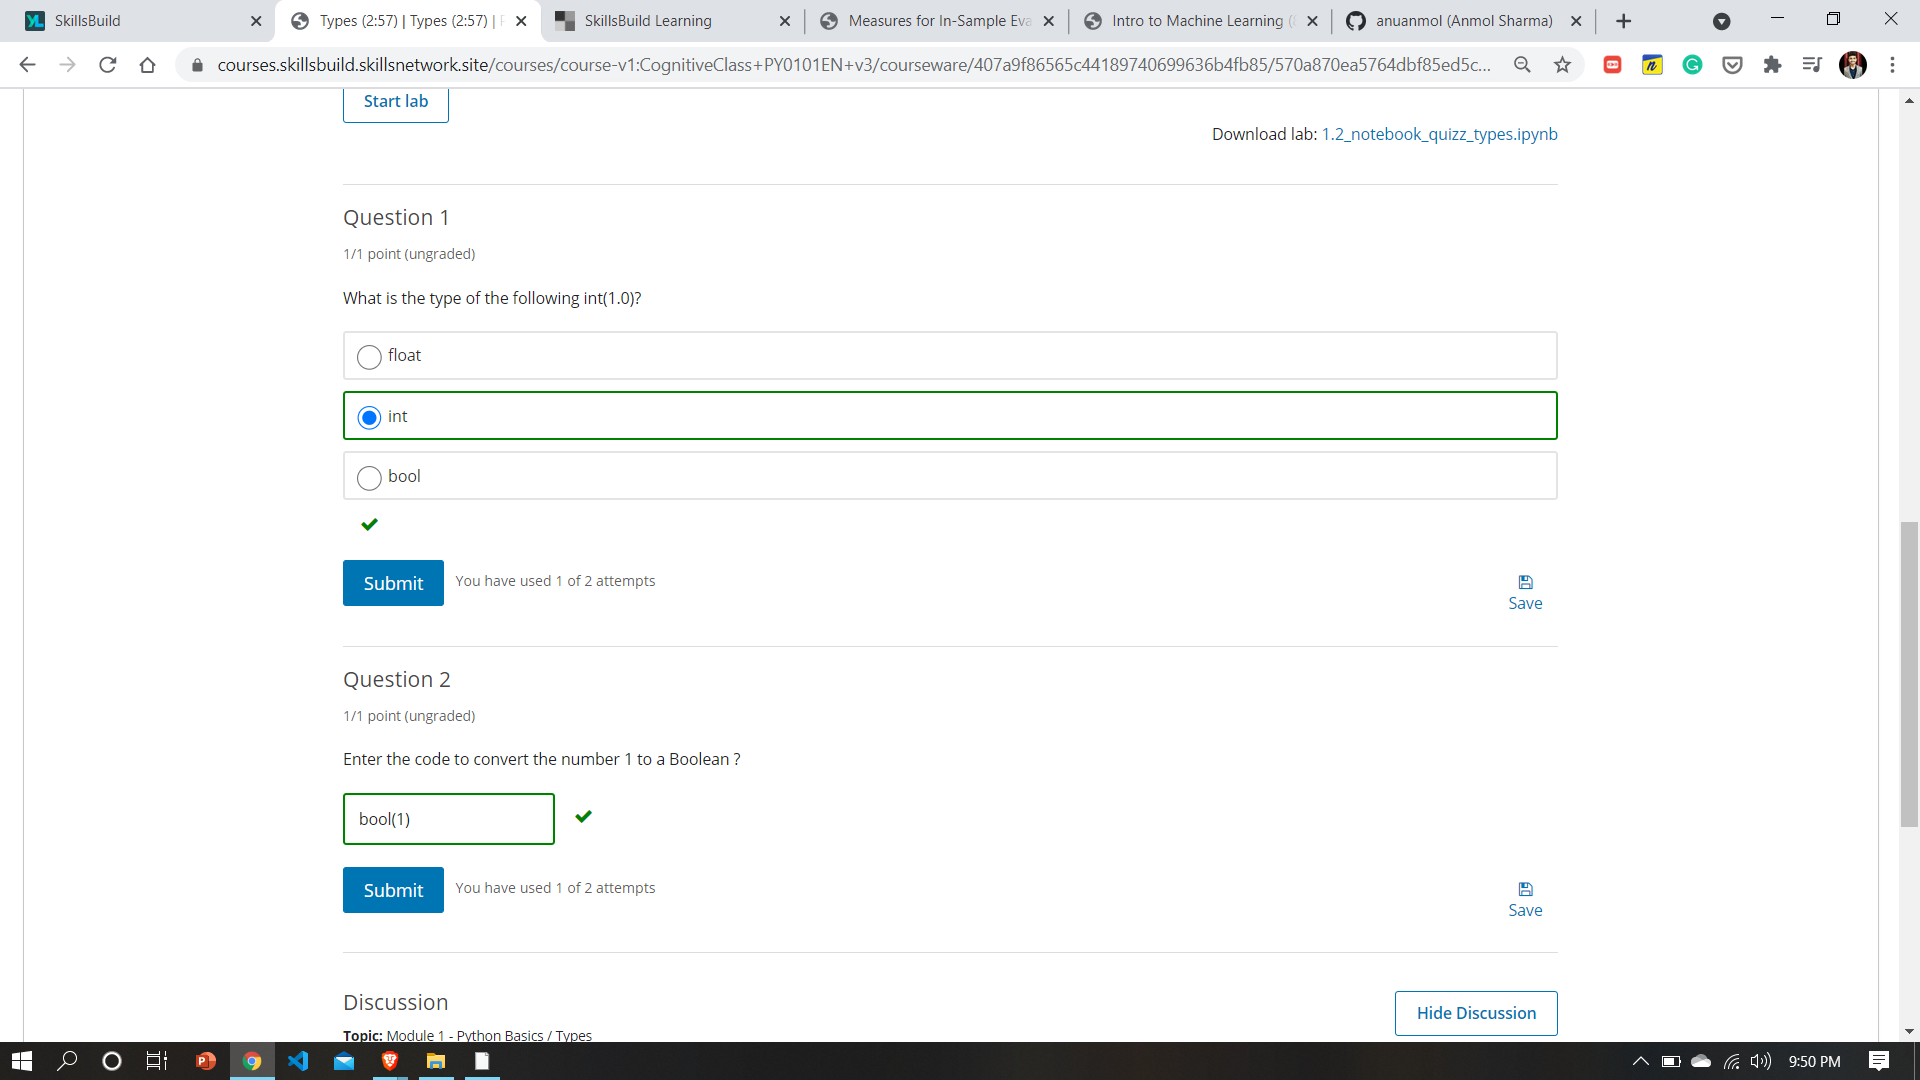 SkillsBuild
Types (2:57) | Types (2:57) |
SkillsBuild Learning
Measures for In-Sample Eva
Intro to Machine Learning (
anuanmol (Anmol Sharma)
courses.skillsbuild.skillsnetwork.site/courses/course-v1:CognitiveClass+PY0101EN+v3/courseware/407a9f86565c44189740699636b4fb85/570a870ea5764dbf85ed5c...
Start lab
Download lab: 1.2_notebook_quizz_types.ipynb
Question 1
1/1 point (ungraded)
What is the type of the following int(1.0)?
float
int
bool
Submit
You have used 1 of 2 attempts
Save
Question 2
1/1 point (ungraded)
Enter the code to convert the number 1 to a Boolean ?
bool(1)
Submit
You have used 1 of 2 attempts
Save
Discussion
Hide Discussion
Topic: Module 1 - Python Basics / Types
9:50 PM